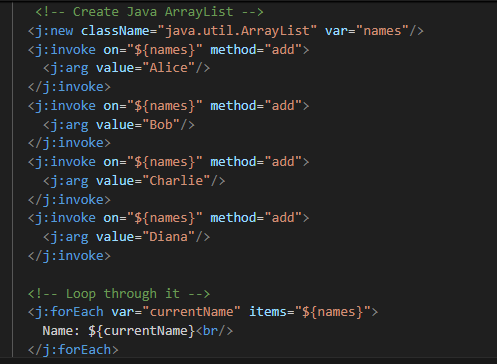 <!-- Create Java ArrayList -->
<j:new className="java.util.ArrayList" var="names"/>
<j:invoke on="${names}" method="add">
<j:arg value="Alice"/>
</j:invoke>
<j:invoke on="${names}" method="add">
<j:arg value="Bob"/>
</j:invoke>
<j:invoke on="${names}" method="add">
<j:arg value="Charlie"/>
</j:invoke>
<j:invoke on="${names}" method="add">
<j:arg value="Diana"/>
</j:invoke>
<!-- Loop through it -->
<j:forEach var="currentName" items="${names}">
Name: ${currentName}<br/>
</j:forEach>